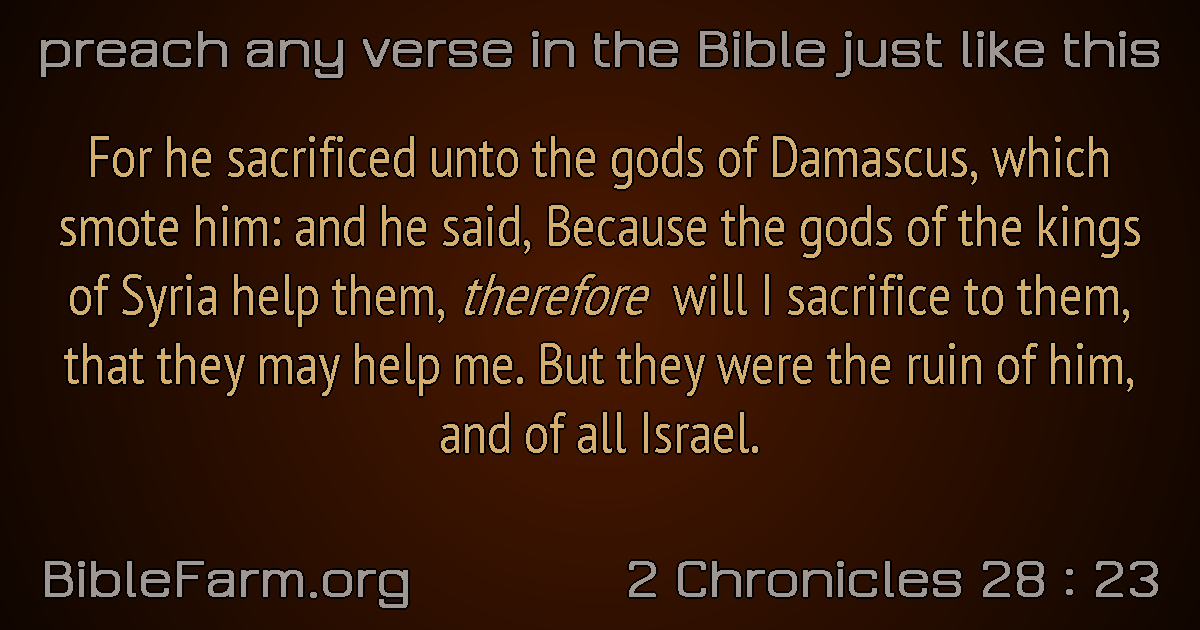 preach any verse in the Bible just like this
For he sacrificed unto the gods of Damascus, which
smote him: and he said, Because the gods of the kings
of Syria help them, therefore will I sacrifice to them,
that they may help me. But they were the ruin of him,
and of all Israel.
BibleFarm.org 2 Chronicles 28 : 23